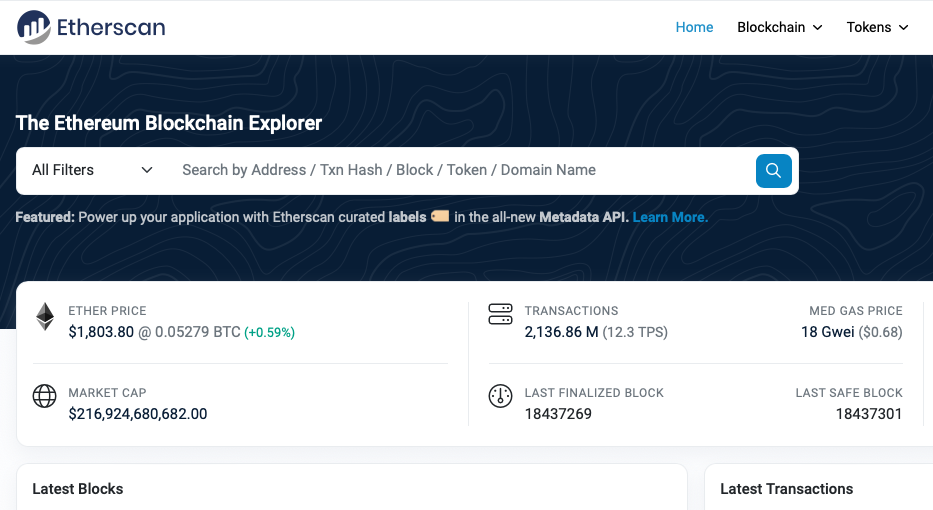 Etherscan
Home Blockchain Tokens
The Ethereum Blockchain Explorer
All Filters Search by Address / Txn Hash / Block / Token / Domain Name
Featured: Power up your application with Etherscan curated labels in the all-new Metadata API. Learn More.
ETHER PRICE
$1,803.80 @ 0.05279 BTC (+0.59%)
MARKET CAP
$216,924,680,682.00
TRANSACTIONS
2,136.86 M (12.3 TPS)
MED GAS PRICE
18 Gwei ($0.68)
LAST FINALIZED BLOCK
18437269
LAST SAFE BLOCK
18437301
Latest Blocks
Latest Transactions